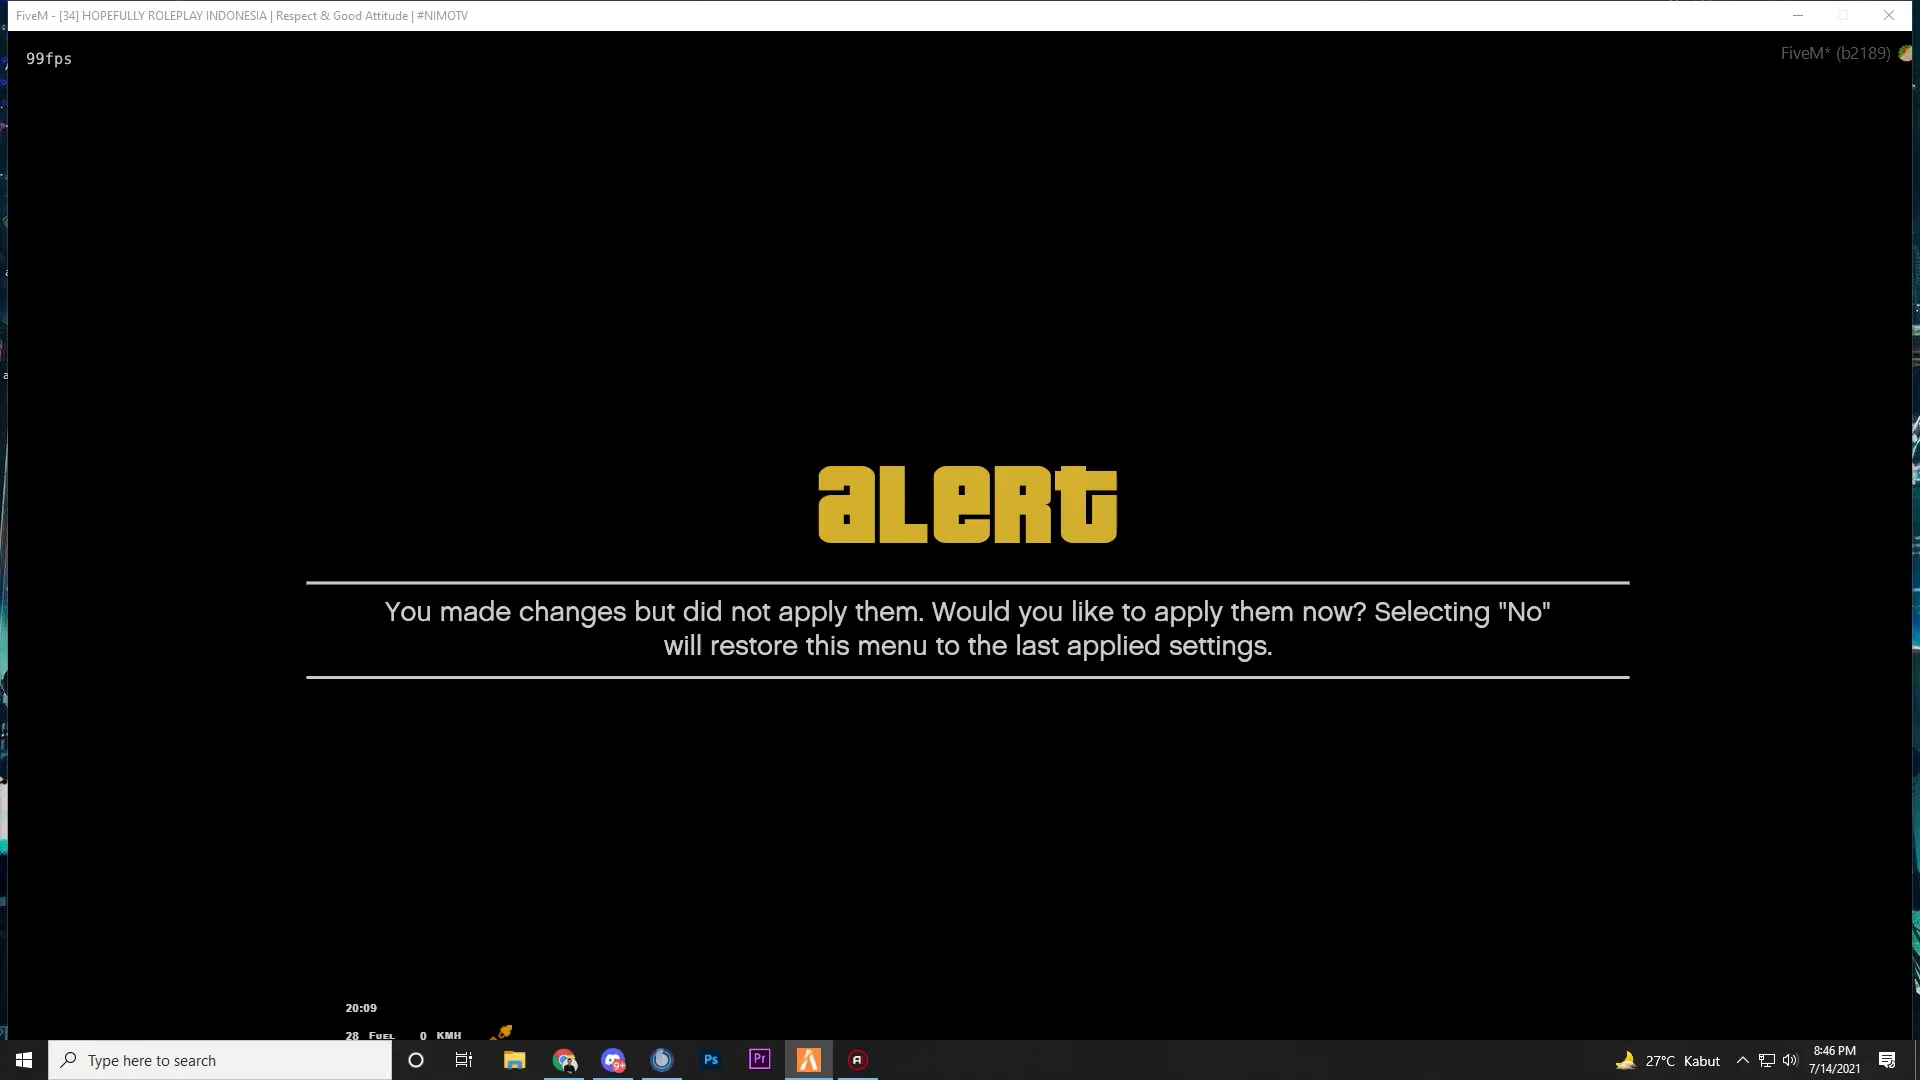 FiveM - [34] HOPEFULLY ROLEPLAY INDONESIA | Respect & Good Attitude | #NIMOTV
99fps
FiveM* (b2189)
aLeRt
You made changes but did not apply them. Would you like to apply them now? Selecting "No"
will restore this menu to the last applied settings.
20:09
28 FUEL 0 KMH
Type here to search
9+
Ps
Pr
A
27°C Kabut
8:46 PM
7/14/2021